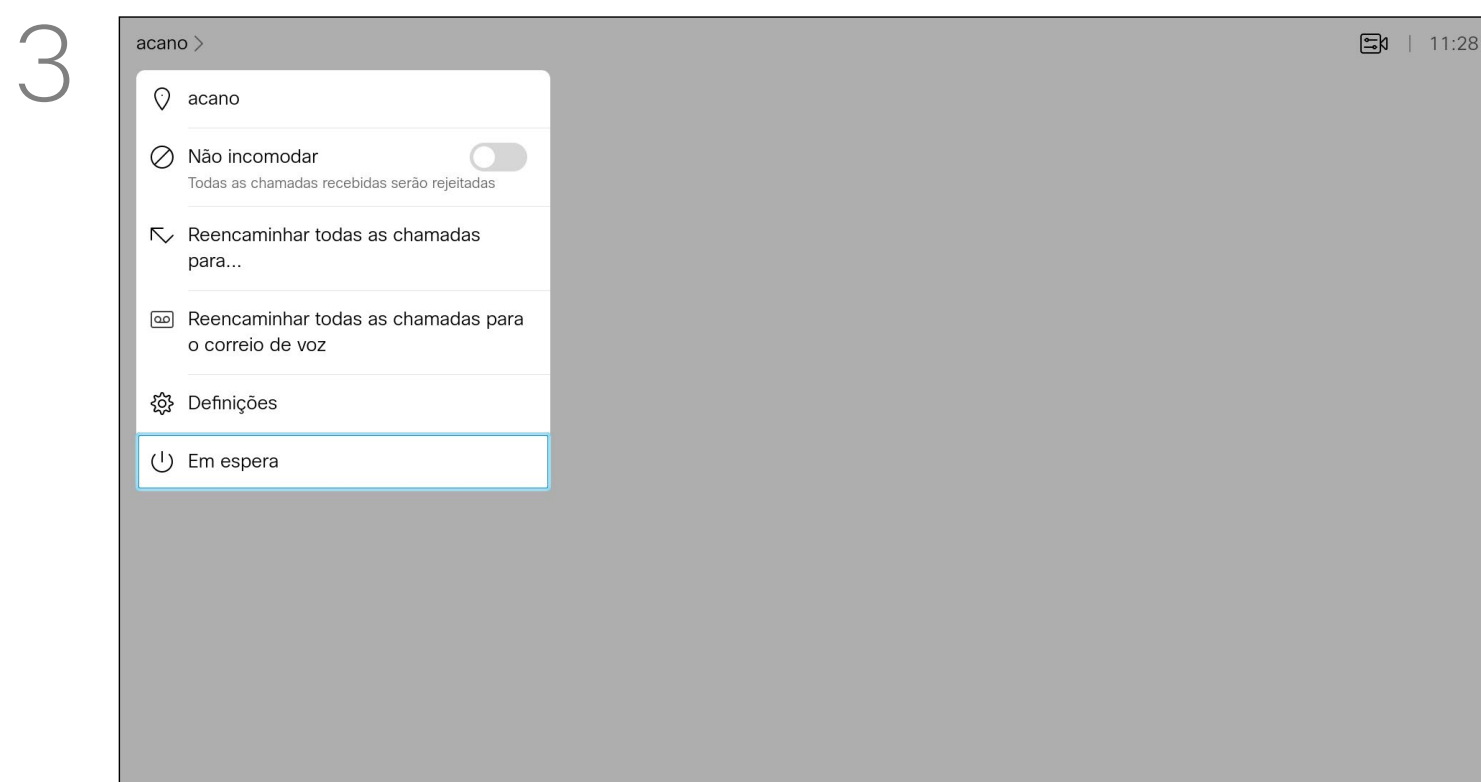 3
acano >
11:28
acano
Não incomodar
Todas as chamadas recebidas serão rejeitadas
Reencaminhar todas as chamadas
para...
Reencaminhar todas as chamadas para
o correio de voz
Definições
Em espera